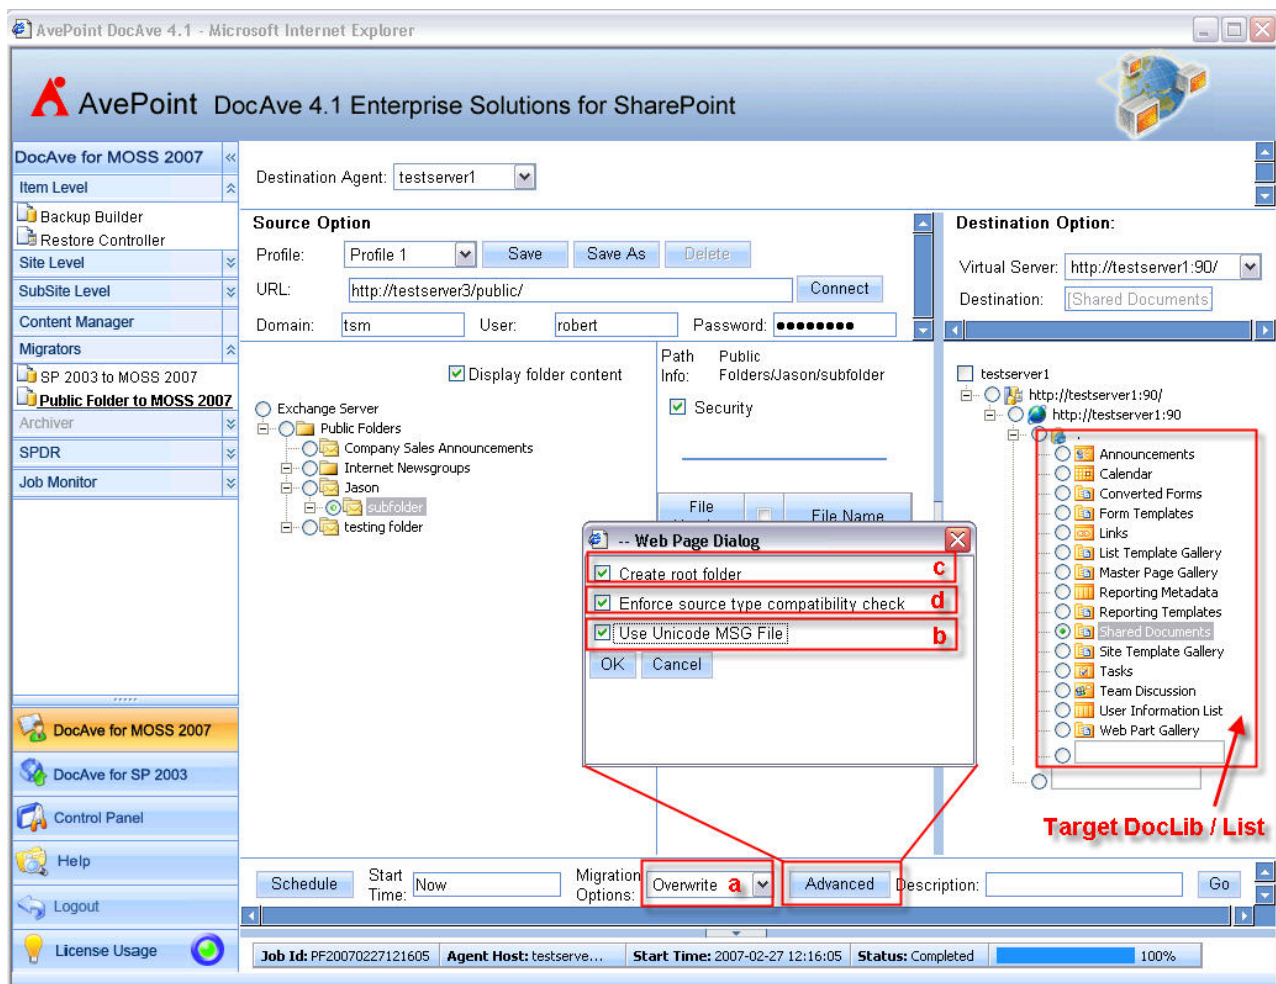 AvePoint DocAve 4.1 - Microsoft Internet Explorer
AvePoint DocAve 4.1 Enterprise Solutions for SharePoint
DocAve for MOSS 2007
Item Level
Backup Builder
Restore Controller
Site Level
SubSite Level
Content Manager
Migrators
SP 2003 to MOSS 2007
Public Folder to MOSS 2007
Archiver
SPDR
Job Monitor
DocAve for MOSS 2007
DocAve for SP 2003
Control Panel
Help
Logout
License Usage
Destination Agent: testserver1
Source Option
Profile: Profile 1 Save Save As Delete
URL: http://testserver3/public/ Connect
Domain: tsm User: robert Password:
Display folder content
Exchange Server
Public Folders
Company Sales Announcements
Internet Newsgroups
Jason
subfolder
testing folder
Path Public
Info: Folders/Jason/subfolder
Security
File
File Name
-- Web Page Dialog
Create root folder c
Enforce source type compatibility check d
Use Unicode MSG File b
OK Cancel
Destination Option:
Virtual Server: http://testserver1:90/
Destination: [Shared Documents]
testserver1
http://testserver1:90/
http://testserver1:90
.
Announcements
Calendar
Converted Forms
Form Templates
Links
List Template Gallery
Master Page Gallery
Reporting Metadata
Reporting Templates
Shared Documents
Site Template Gallery
Tasks
Team Discussion
User Information List
Web Part Gallery
Target DocLib / List
Schedule Start Time: Now Migration Options: Overwrite a Advanced Description: Go
Job Id: PF20070227121605 Agent Host: testserve... Start Time: 2007-02-27 12:16:05 Status: Completed 100%